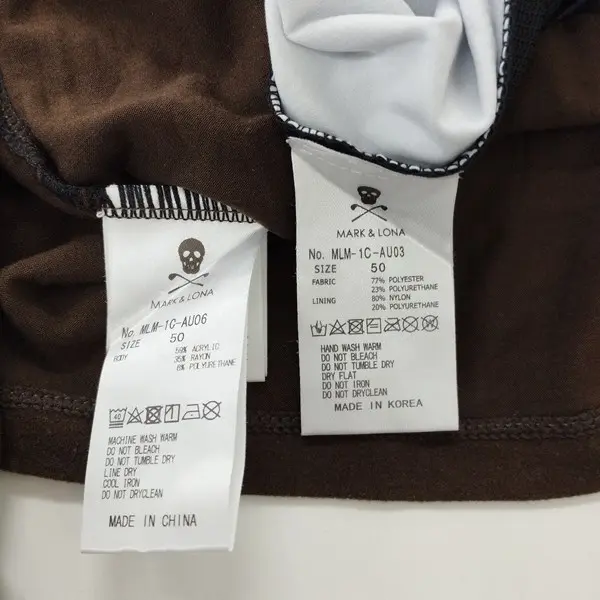 MARK & LONA
No. MLM-1C-AU06
SIZE 50
BODY 59% ACRYLIC
35% RAYON
6% POLYURETHANE
40
MACHINE WASH WARM
DO NOT BLEACH
DO NOT TUMBLE DRY
LINE DRY
COOL IRON
DO NOT DRYCLEAN
MADE IN CHINA
MARK & LONA
No. MLM-1C-AU03
SIZE 50
FABRIC 77% POLYESTER
23% POLYURETHANE
LINING 80% NYLON
20% POLYURETHANE
HAND WASH WARM
DO NOT BLEACH
DO NOT TUMBLE DRY
DRY FLAT
DO NOT IRON
DO NOT DRYCLEAN
MADE IN KOREA